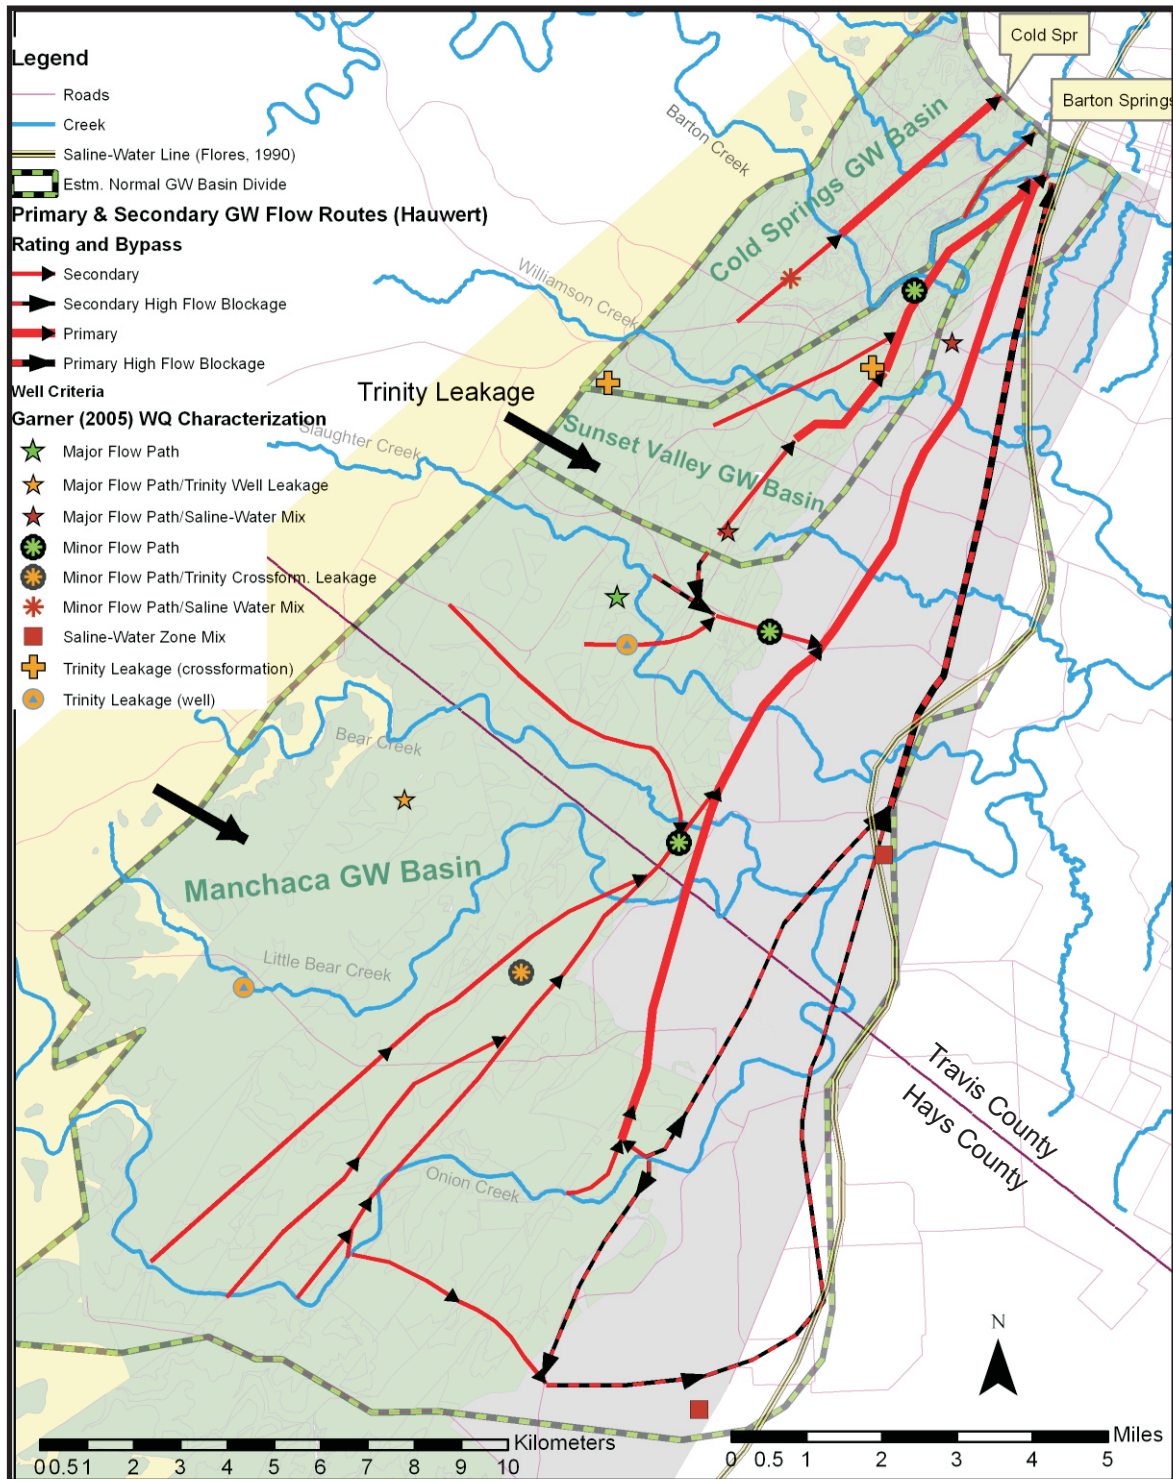 Legend
Roads
Creek
Saline-Water Line (Flores, 1990)
Estm. Normal GW Basin Divide
Primary & Secondary GW Flow Routes (Hauwert)
Rating and Bypass
Secondary
Secondary High Flow Blockage
Primary
Primary High Flow Blockage
Well Criteria
Garner (2005) WQ Characterization
Major Flow Path
Major Flow Path/Trinity Well Leakage
Major Flow Path/Saline-Water Mix
Minor Flow Path
Minor Flow Path/Trinity Crossform. Leakage
Minor Flow Path/Saline Water Mix
Saline-Water Zone Mix
Trinity Leakage (crossformation)
Trinity Leakage (well)
Cold Spr
Barton Springs
Barton Creek
Cold Springs GW Basin
Williamson Creek
Trinity Leakage
Slaughter Creek
Sunset Valley GW Basin
Bear Creek
Manchaca GW Basin
Little Bear Creek
Onion Creek
Travis County
Hays County
N
Kilometers
0 0.5 1 2 3 4 5 6 7 8 9 10
Miles
0 0.5 1 2 3 4 5